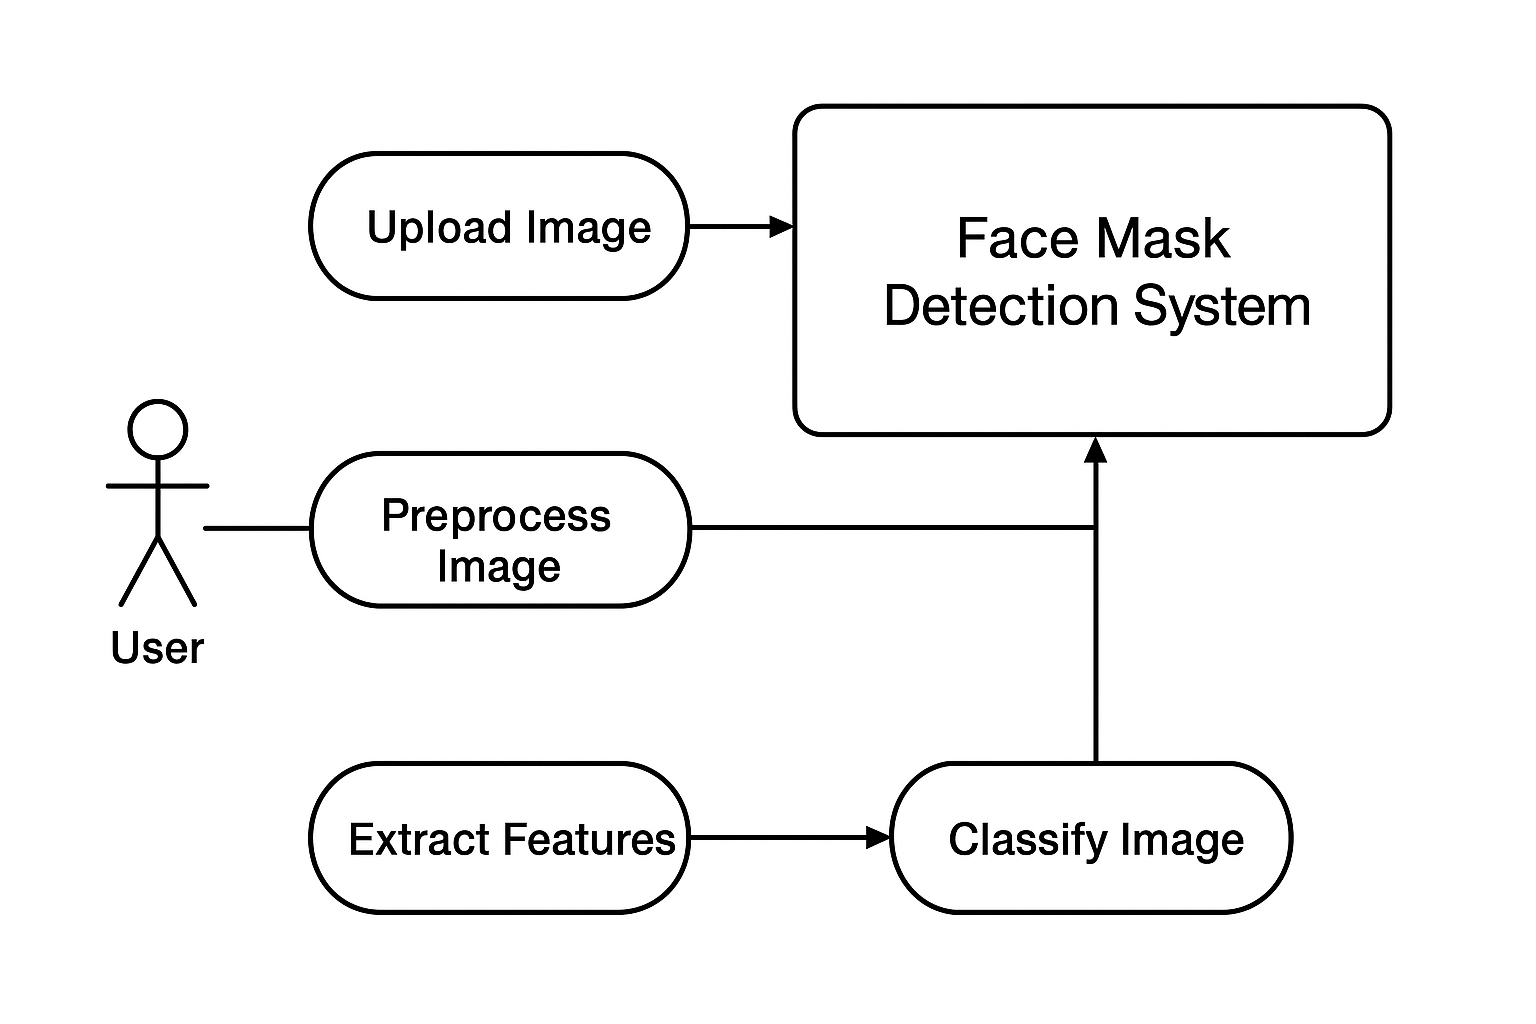 Upload Image
Face Mask
Detection System
Preprocess
Image
User
Extract Features
Classify Image